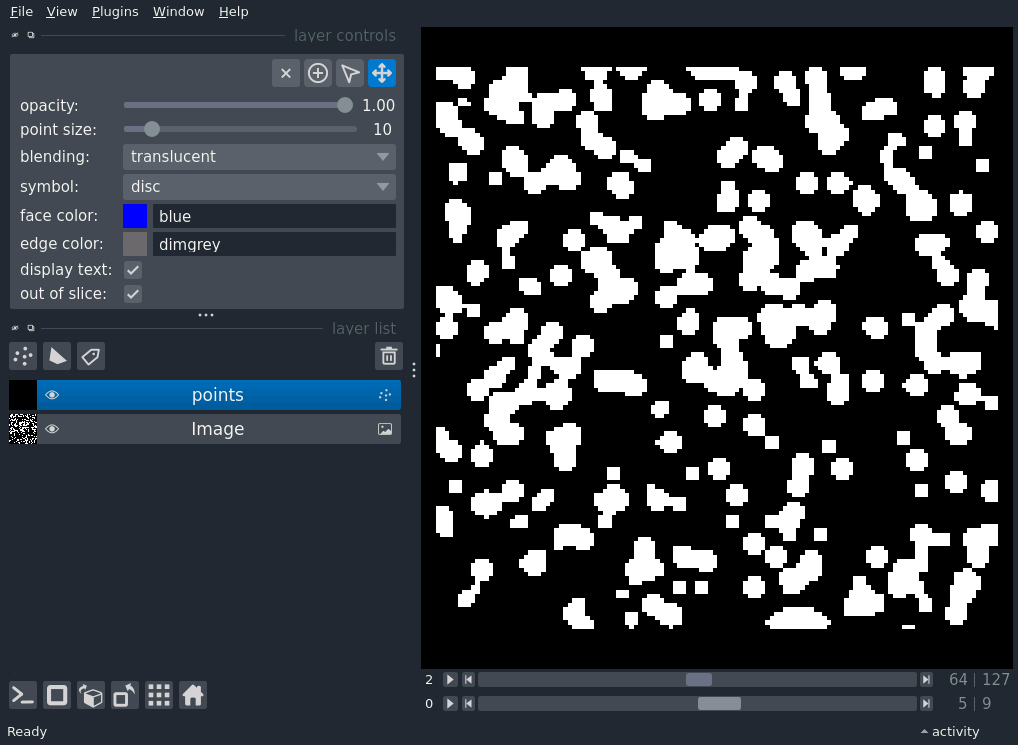 File View Plugins Window Help
layer controls
opacity: 1.00
point size: 10
blending: translucent
symbol: disc
face color: blue
edge color: dimgrey
display text:
out of slice:
layer list
points
Image
2 64 | 127
0 5 | 9
Ready activity